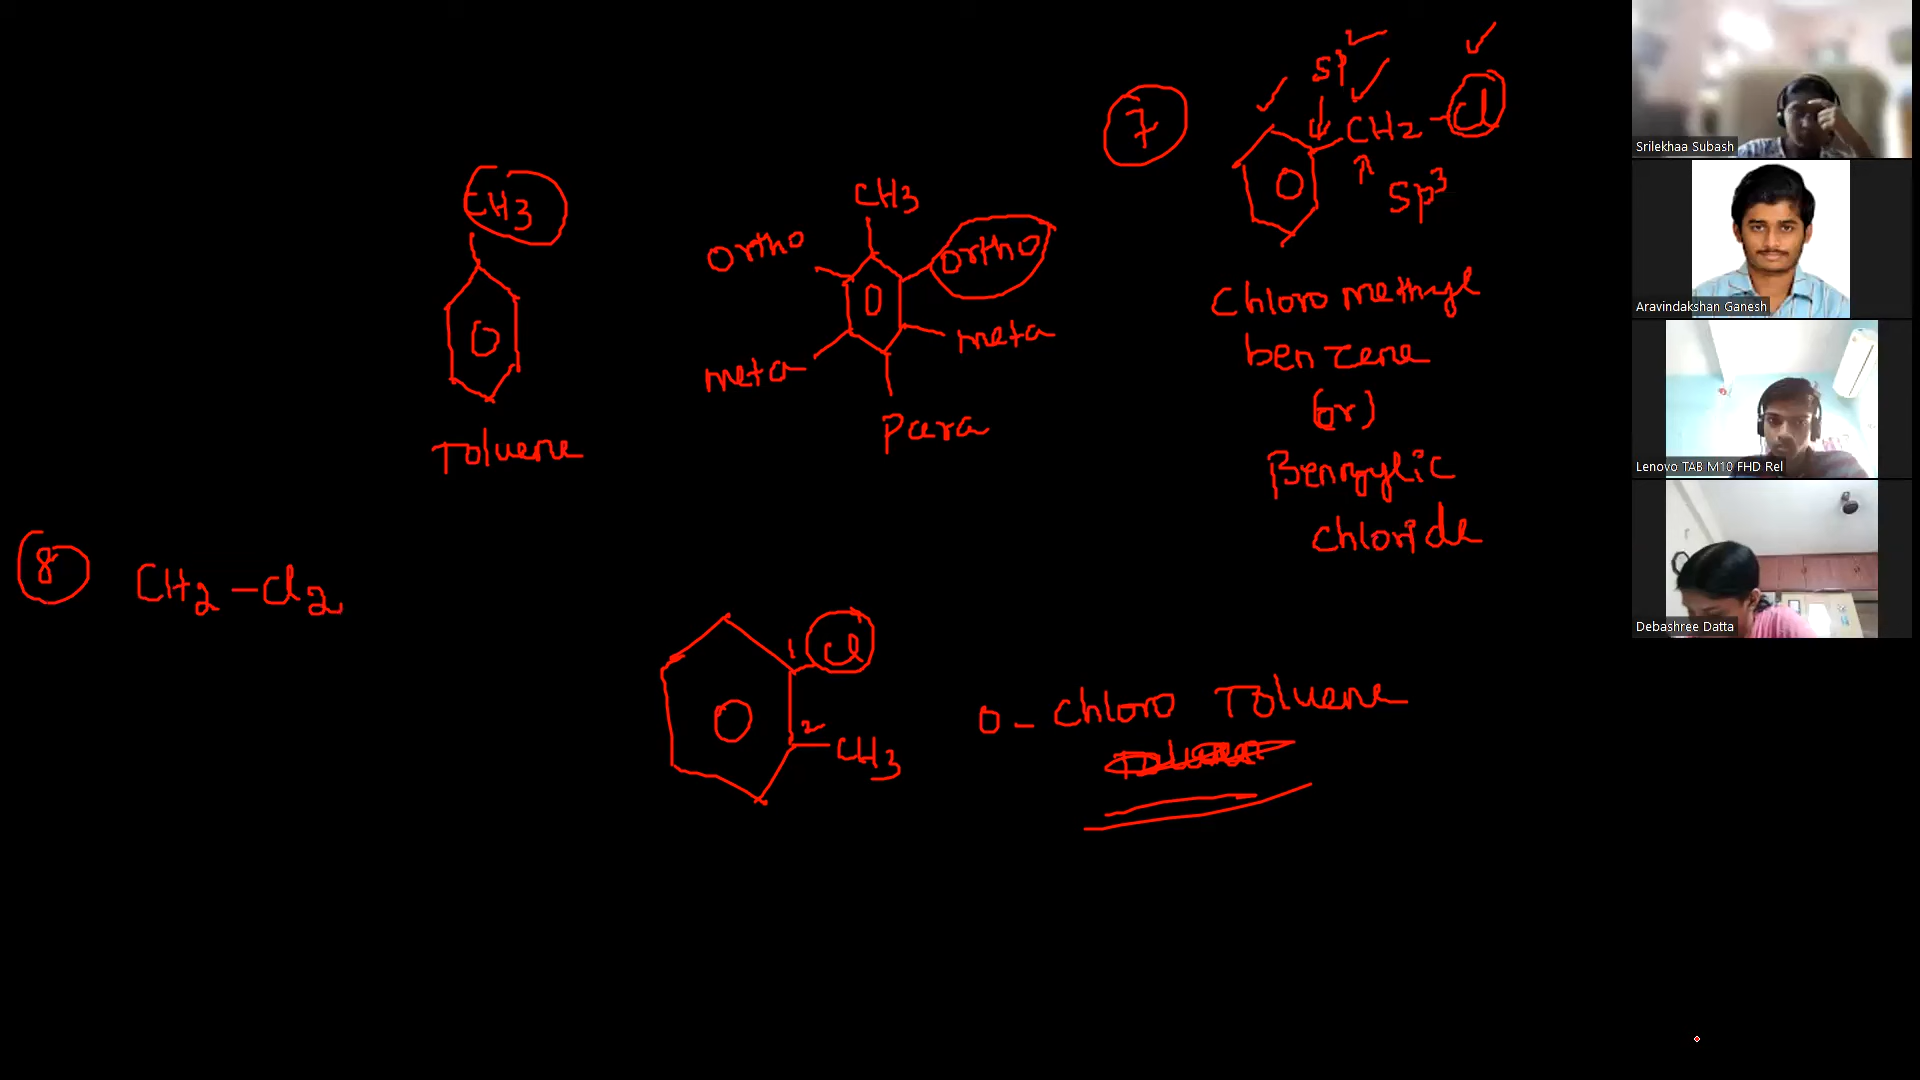 CH3
Toluene
CH3
ortho
ortho
meta
meta
para
7
sp2
CH2 - Cl
sp3
Chloro methyl
benzene
(or)
Benzylic
chloride
8
CH2 - Cl2
1
Cl
2
CH3
o - chloro Toluene
Srilekhaa Subash
Aravindakshan Ganesh
Lenovo TAB M10 FHD Rel
Debashree Datta